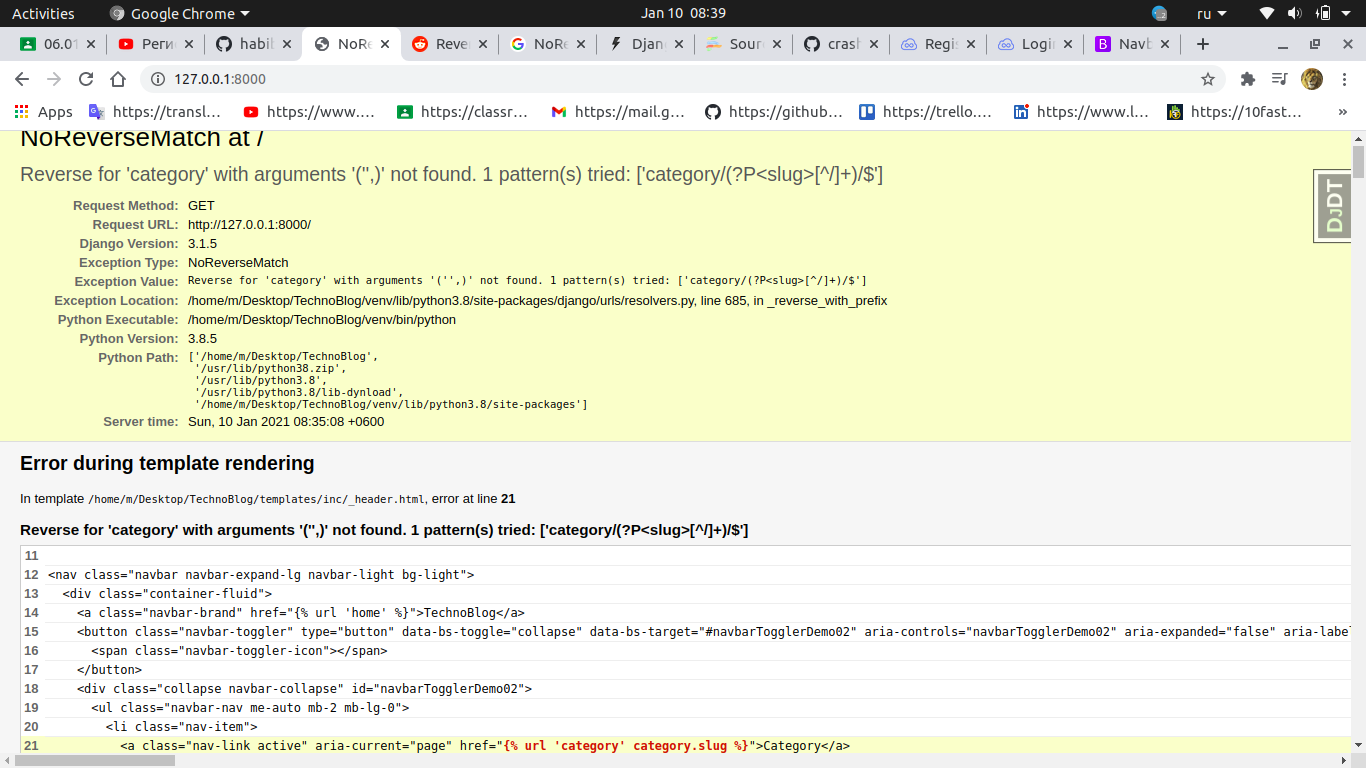 Activities Google Chrome Jan 10 08:39 ru
06.01 Реги habib NoRe Reve NoRe Djan Sour crash Regis Login Navb
127.0.0.1:8000
Apps https://transl... https://www.... https://classr... https://mail.g... https://github... https://trello.... https://www.l... https://10fast... »
NoReverseMatch at /
Reverse for 'category' with arguments '('',)' not found. 1 pattern(s) tried: ['category/(?P<slug>[^/]+)/$']
Request Method: GET
Request URL: http://127.0.0.1:8000/
Django Version: 3.1.5
Exception Type: NoReverseMatch
Exception Value: Reverse for 'category' with arguments '('',)' not found. 1 pattern(s) tried: ['category/(?P<slug>[^/]+)/$']
Exception Location: /home/m/Desktop/TechnoBlog/venv/lib/python3.8/site-packages/django/urls/resolvers.py, line 685, in _reverse_with_prefix
Python Executable: /home/m/Desktop/TechnoBlog/venv/bin/python
Python Version: 3.8.5
Python Path: ['/home/m/Desktop/TechnoBlog',
'/usr/lib/python38.zip',
'/usr/lib/python3.8',
'/usr/lib/python3.8/lib-dynload',
'/home/m/Desktop/TechnoBlog/venv/lib/python3.8/site-packages']
Server time: Sun, 10 Jan 2021 08:35:08 +0600
DJDT
Error during template rendering
In template /home/m/Desktop/TechnoBlog/templates/inc/_header.html, error at line 21
Reverse for 'category' with arguments '('',)' not found. 1 pattern(s) tried: ['category/(?P<slug>[^/]+)/$']
11
12 <nav class="navbar navbar-expand-lg navbar-light bg-light">
13 <div class="container-fluid">
14 <a class="navbar-brand" href="{% url 'home' %}">TechnoBlog</a>
15 <button class="navbar-toggler" type="button" data-bs-toggle="collapse" data-bs-target="#navbarTogglerDemo02" aria-controls="navbarTogglerDemo02" aria-expanded="false" aria-label
16 <span class="navbar-toggler-icon"></span>
17 </button>
18 <div class="collapse navbar-collapse" id="navbarTogglerDemo02">
19 <ul class="navbar-nav me-auto mb-2 mb-lg-0">
20 <li class="nav-item">
21 <a class="nav-link active" aria-current="page" href="{% url 'category' category.slug %}">Category</a>